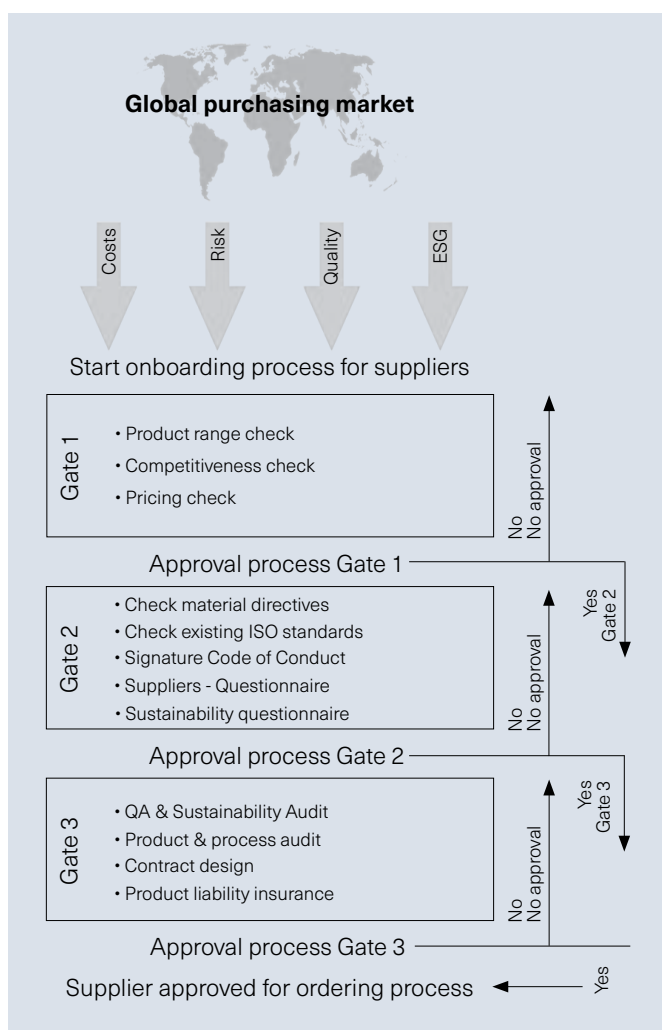 Global purchasing market
Costs
Risk
Quality
ESG
Start onboarding process for suppliers
Gate 1
• Product range check
• Competitiveness check
• Pricing check
No
No approval
Approval process Gate 1
Yes
Gate 2
Gate 2
• Check material directives
• Check existing ISO standards
• Signature Code of Conduct
• Suppliers - Questionnaire
• Sustainability questionnaire
No
No approval
Approval process Gate 2
Yes
Gate 3
Gate 3
• QA & Sustainability Audit
• Product & process audit
• Contract design
• Product liability insurance
No
No approval
Approval process Gate 3
Supplier approved for ordering process
Yes